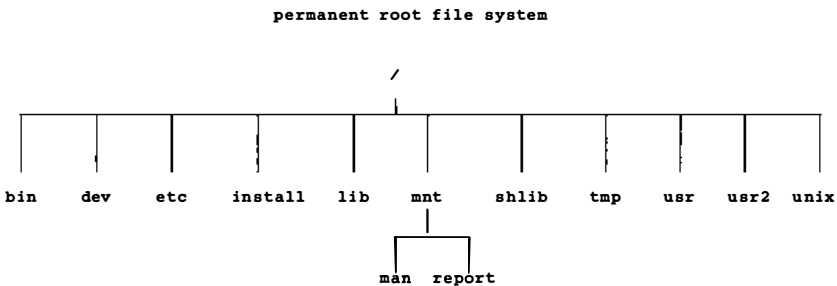 permanent root file system
/
bin dev etc install lib mnt shlib tmp usr usr2 unix
man report